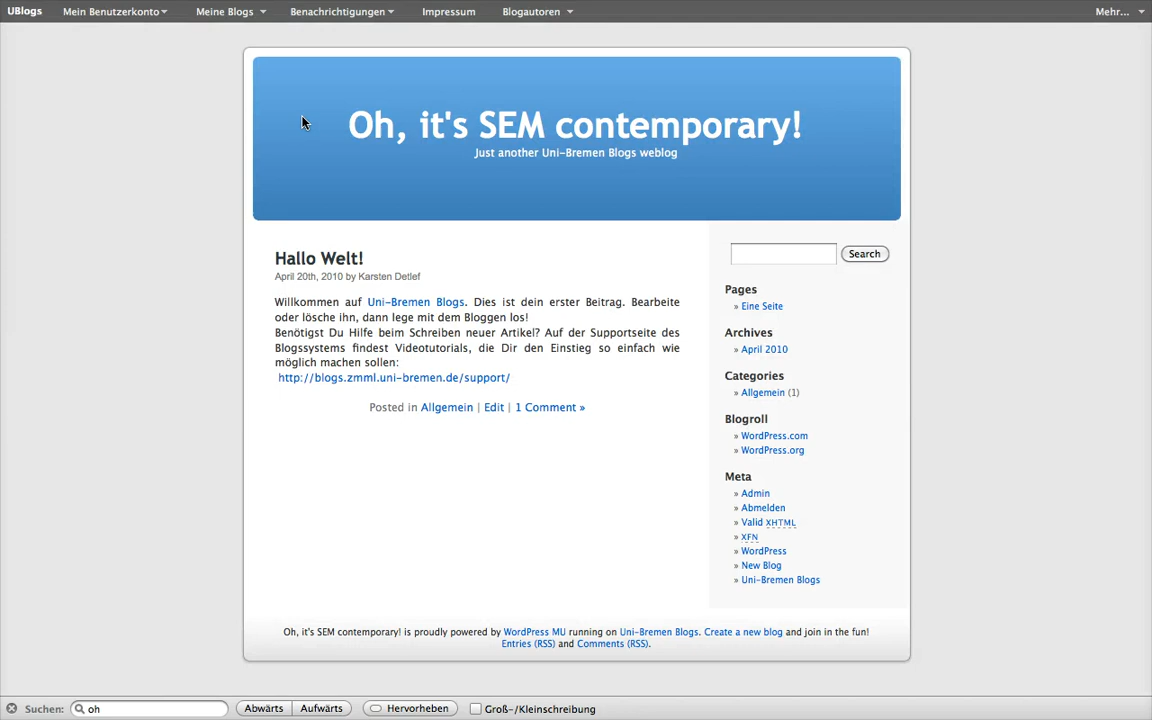 UBlogs Mein Benutzerkonto Meine Blogs Benachrichtigungen Impressum Blogautoren Mehr...
Oh, it's SEM contemporary!
Just another Uni-Bremen Blogs weblog
Hallo Welt!
April 20th, 2010 by Karsten Detlef
Willkommen auf Uni-Bremen Blogs. Dies ist dein erster Beitrag. Bearbeite
oder lösche ihn, dann lege mit dem Bloggen los!
Benötigst Du Hilfe beim Schreiben neuer Artikel? Auf der Supportseite des
Blogssystems findest Videotutorials, die Dir den Einstieg so einfach wie
möglich machen sollen:
http://blogs.zmml.uni-bremen.de/support/
Posted in Allgemein | Edit | 1 Comment »
Search
Pages
» Eine Seite
Archives
» April 2010
Categories
» Allgemein (1)
Blogroll
» WordPress.com
» WordPress.org
Meta
» Admin
» Abmelden
» Valid XHTML
» XFN
» WordPress
» New Blog
» Uni-Bremen Blogs
Oh, it's SEM contemporary! is proudly powered by WordPress MU running on Uni-Bremen Blogs. Create a new blog and join in the fun!
Entries (RSS) and Comments (RSS).
Suchen: oh Abwärts Aufwärts Hervorheben Groß-/Kleinschreibung